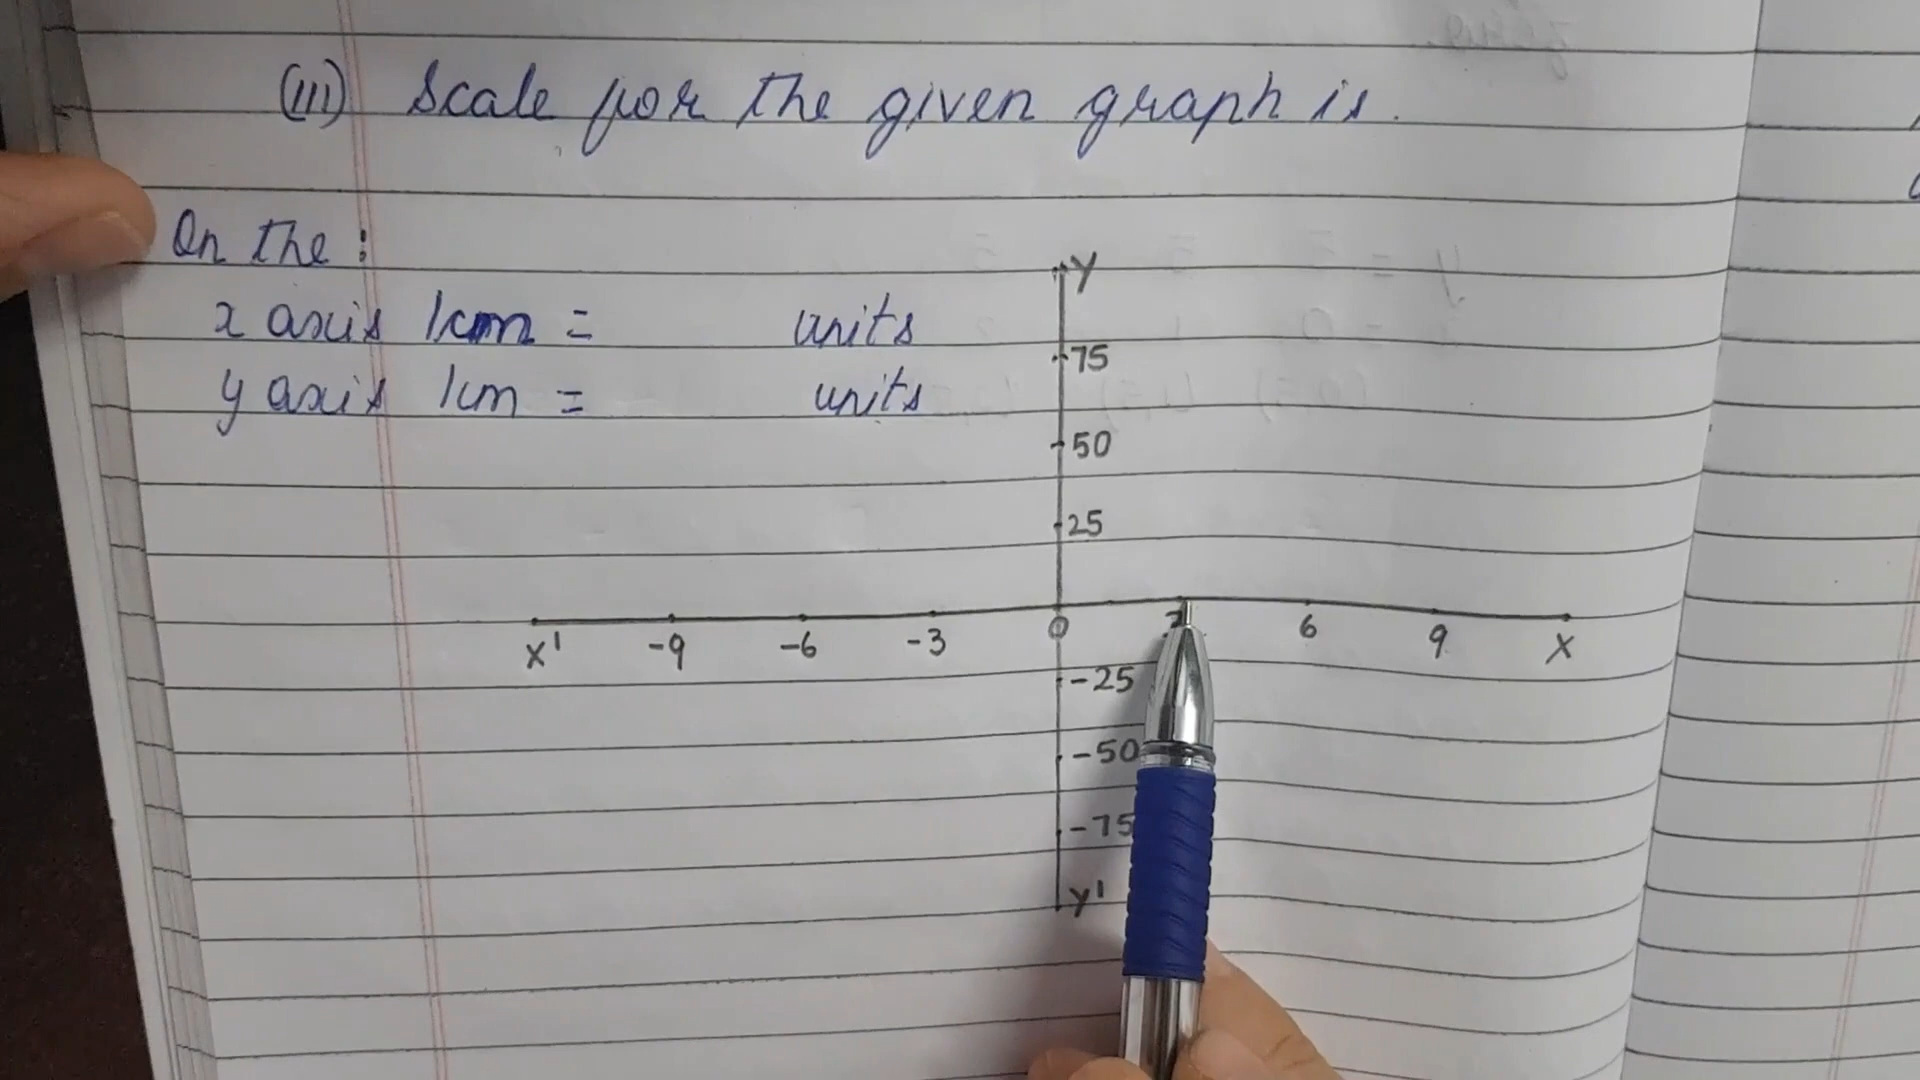 (III) Scale for the given graph is.
On the:
x axis 1cm = units
y axis 1cm = units
Y
75
50
25
X' -9 -6 -3 0 6 9 X
-25
-50
-75
Y'